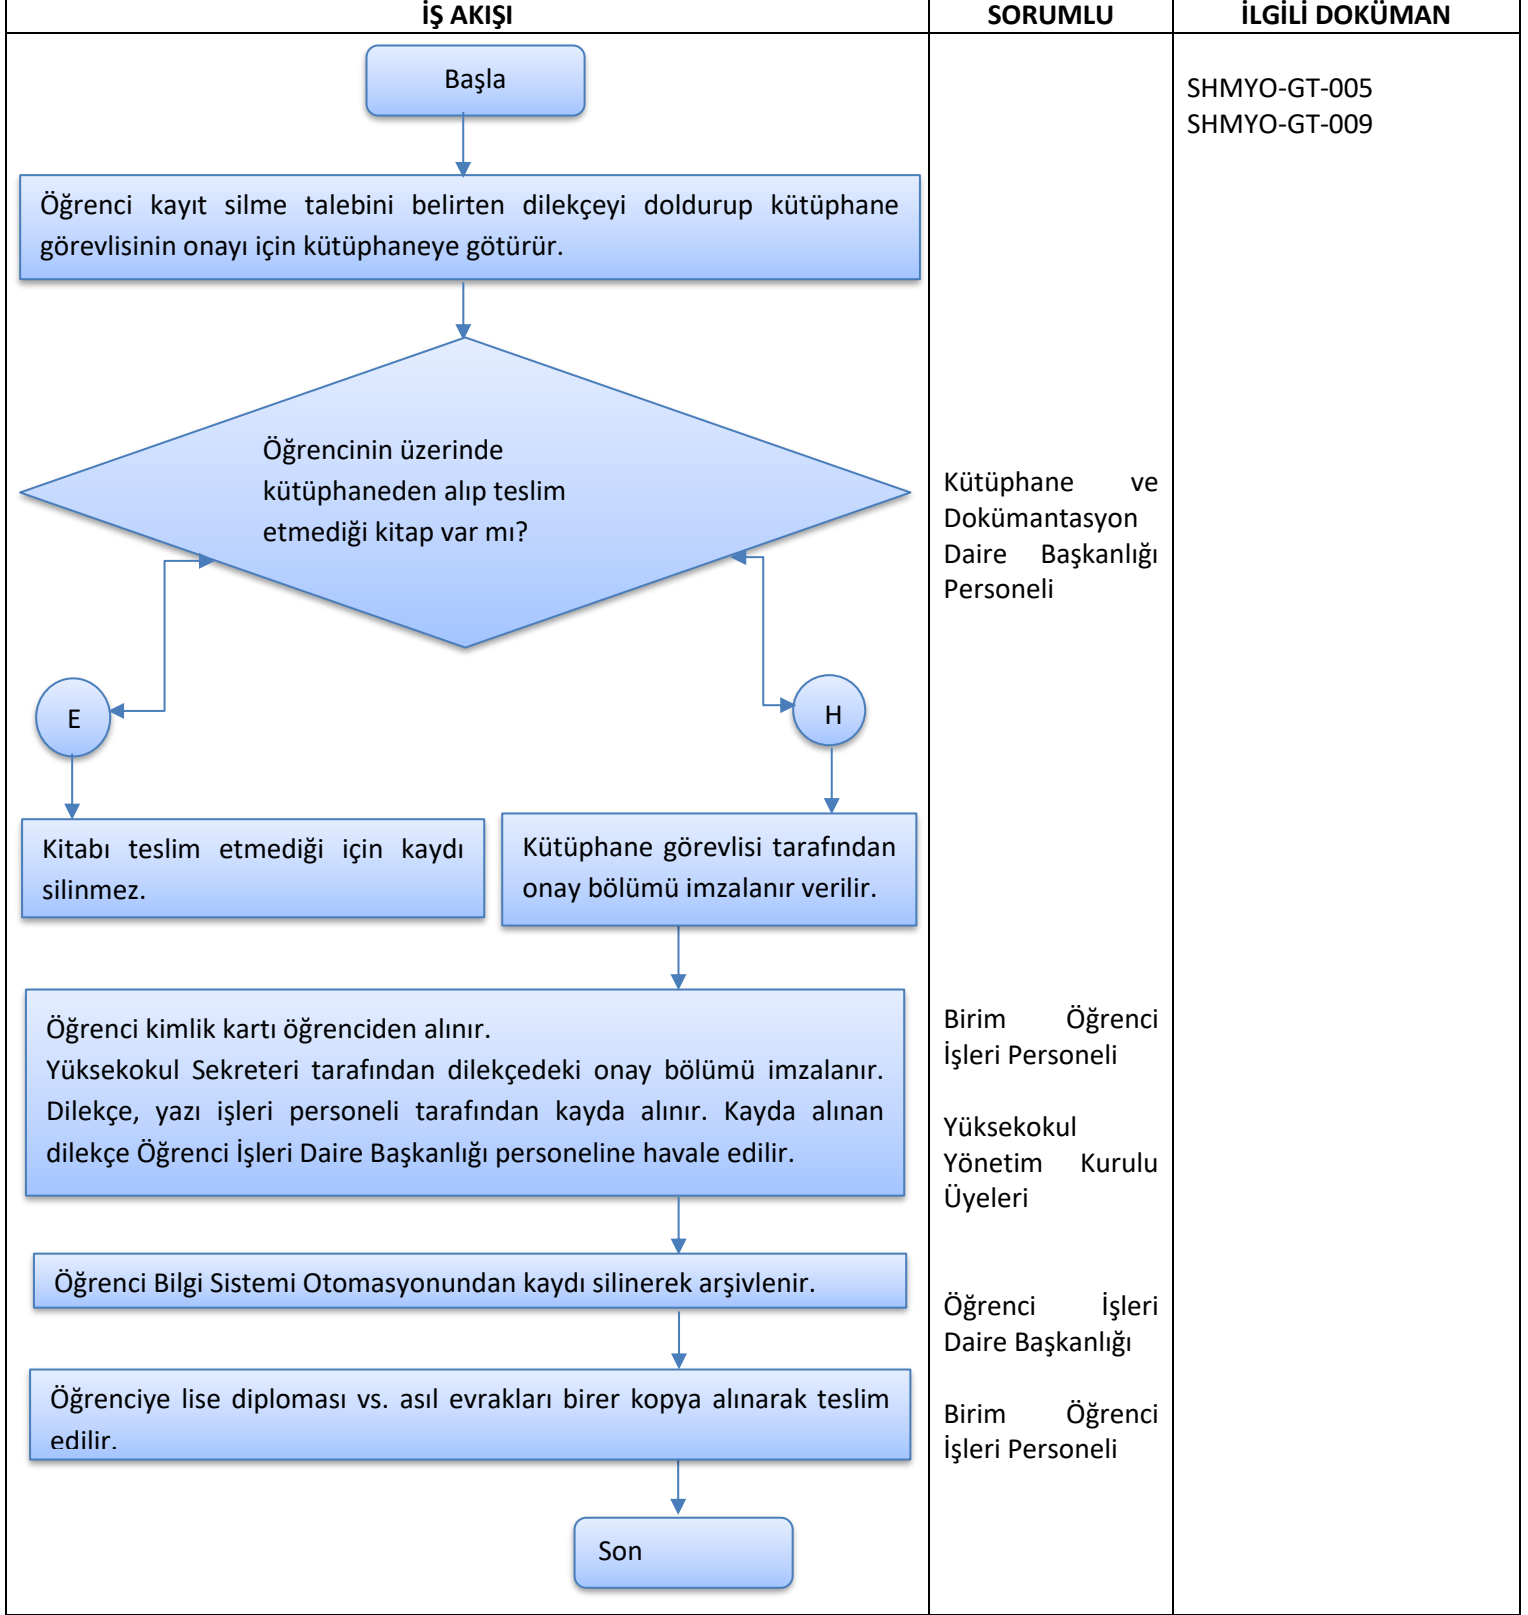 İŞ AKIŞI
SORUMLU
İLGİLİ DOKÜMAN
Başla
SHMYO-GT-005
SHMYO-GT-009
Öğrenci kayıt silme talebini belirten dilekçeyi doldurup kütüphane
görevlisinin onayı için kütüphaneye götürür.
Öğrencinin üzerinde
kütüphaneden alıp teslim
etmediği kitap var mı?
Kütüphane ve
Dokümantasyon
Daire Başkanlığı
Personeli
E
H
Kitabı teslim etmediği için kaydı
silinmez.
Kütüphane görevlisi tarafından
onay bölümü imzalanır verilir.
Öğrenci kimlik kartı öğrenciden alınır.
Yüksekokul Sekreteri tarafından dilekçedeki onay bölümü imzalanır.
Dilekçe, yazı işleri personeli tarafından kayda alınır. Kayda alınan
dilekçe Öğrenci İşleri Daire Başkanlığı personeline havale edilir.
Birim Öğrenci
İşleri Personeli
Yüksekokul
Yönetim Kurulu
Üyeleri
Öğrenci Bilgi Sistemi Otomasyonundan kaydı silinerek arşivlenir.
Öğrenci İşleri
Daire Başkanlığı
Öğrenciye lise diploması vs. asıl evrakları birer kopya alınarak teslim
edilir.
Birim Öğrenci
İşleri Personeli
Son